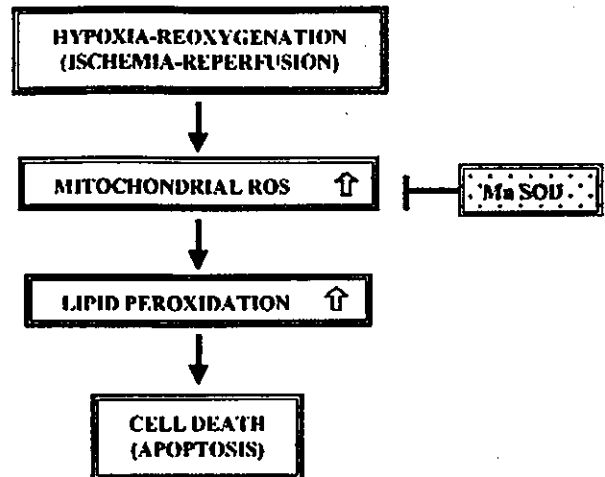 HYPOXIA-REOXYGENATION
(ISCHEMIA-REPERFUSION)
MITOCHONDRIAL ROS ⇧
Mn SOD
LIPID PEROXIDATION ⇧
CELL DEATH
(APOPTOSIS)